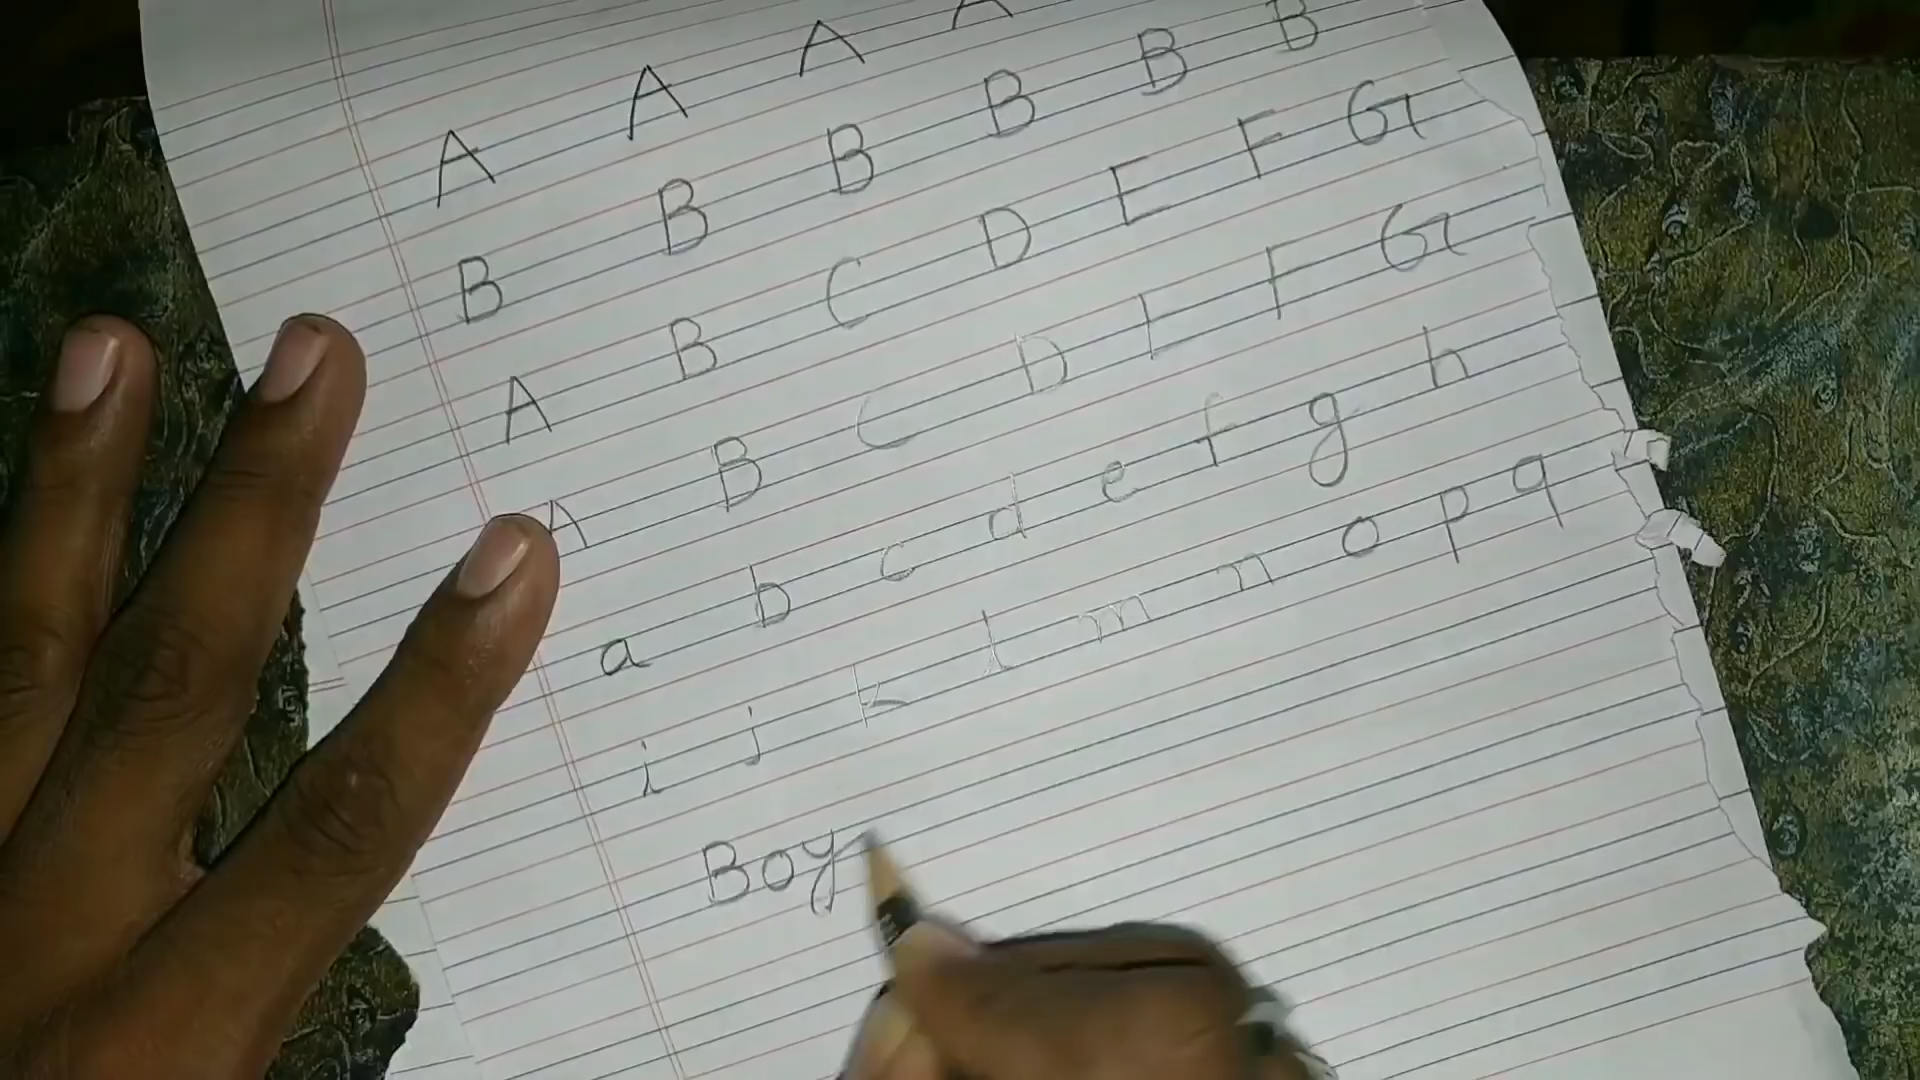 A A A A
B B B B B B
A B C D E F G
A B C D E F G
a b c d e f g h
i j k l m n o p q
Boy